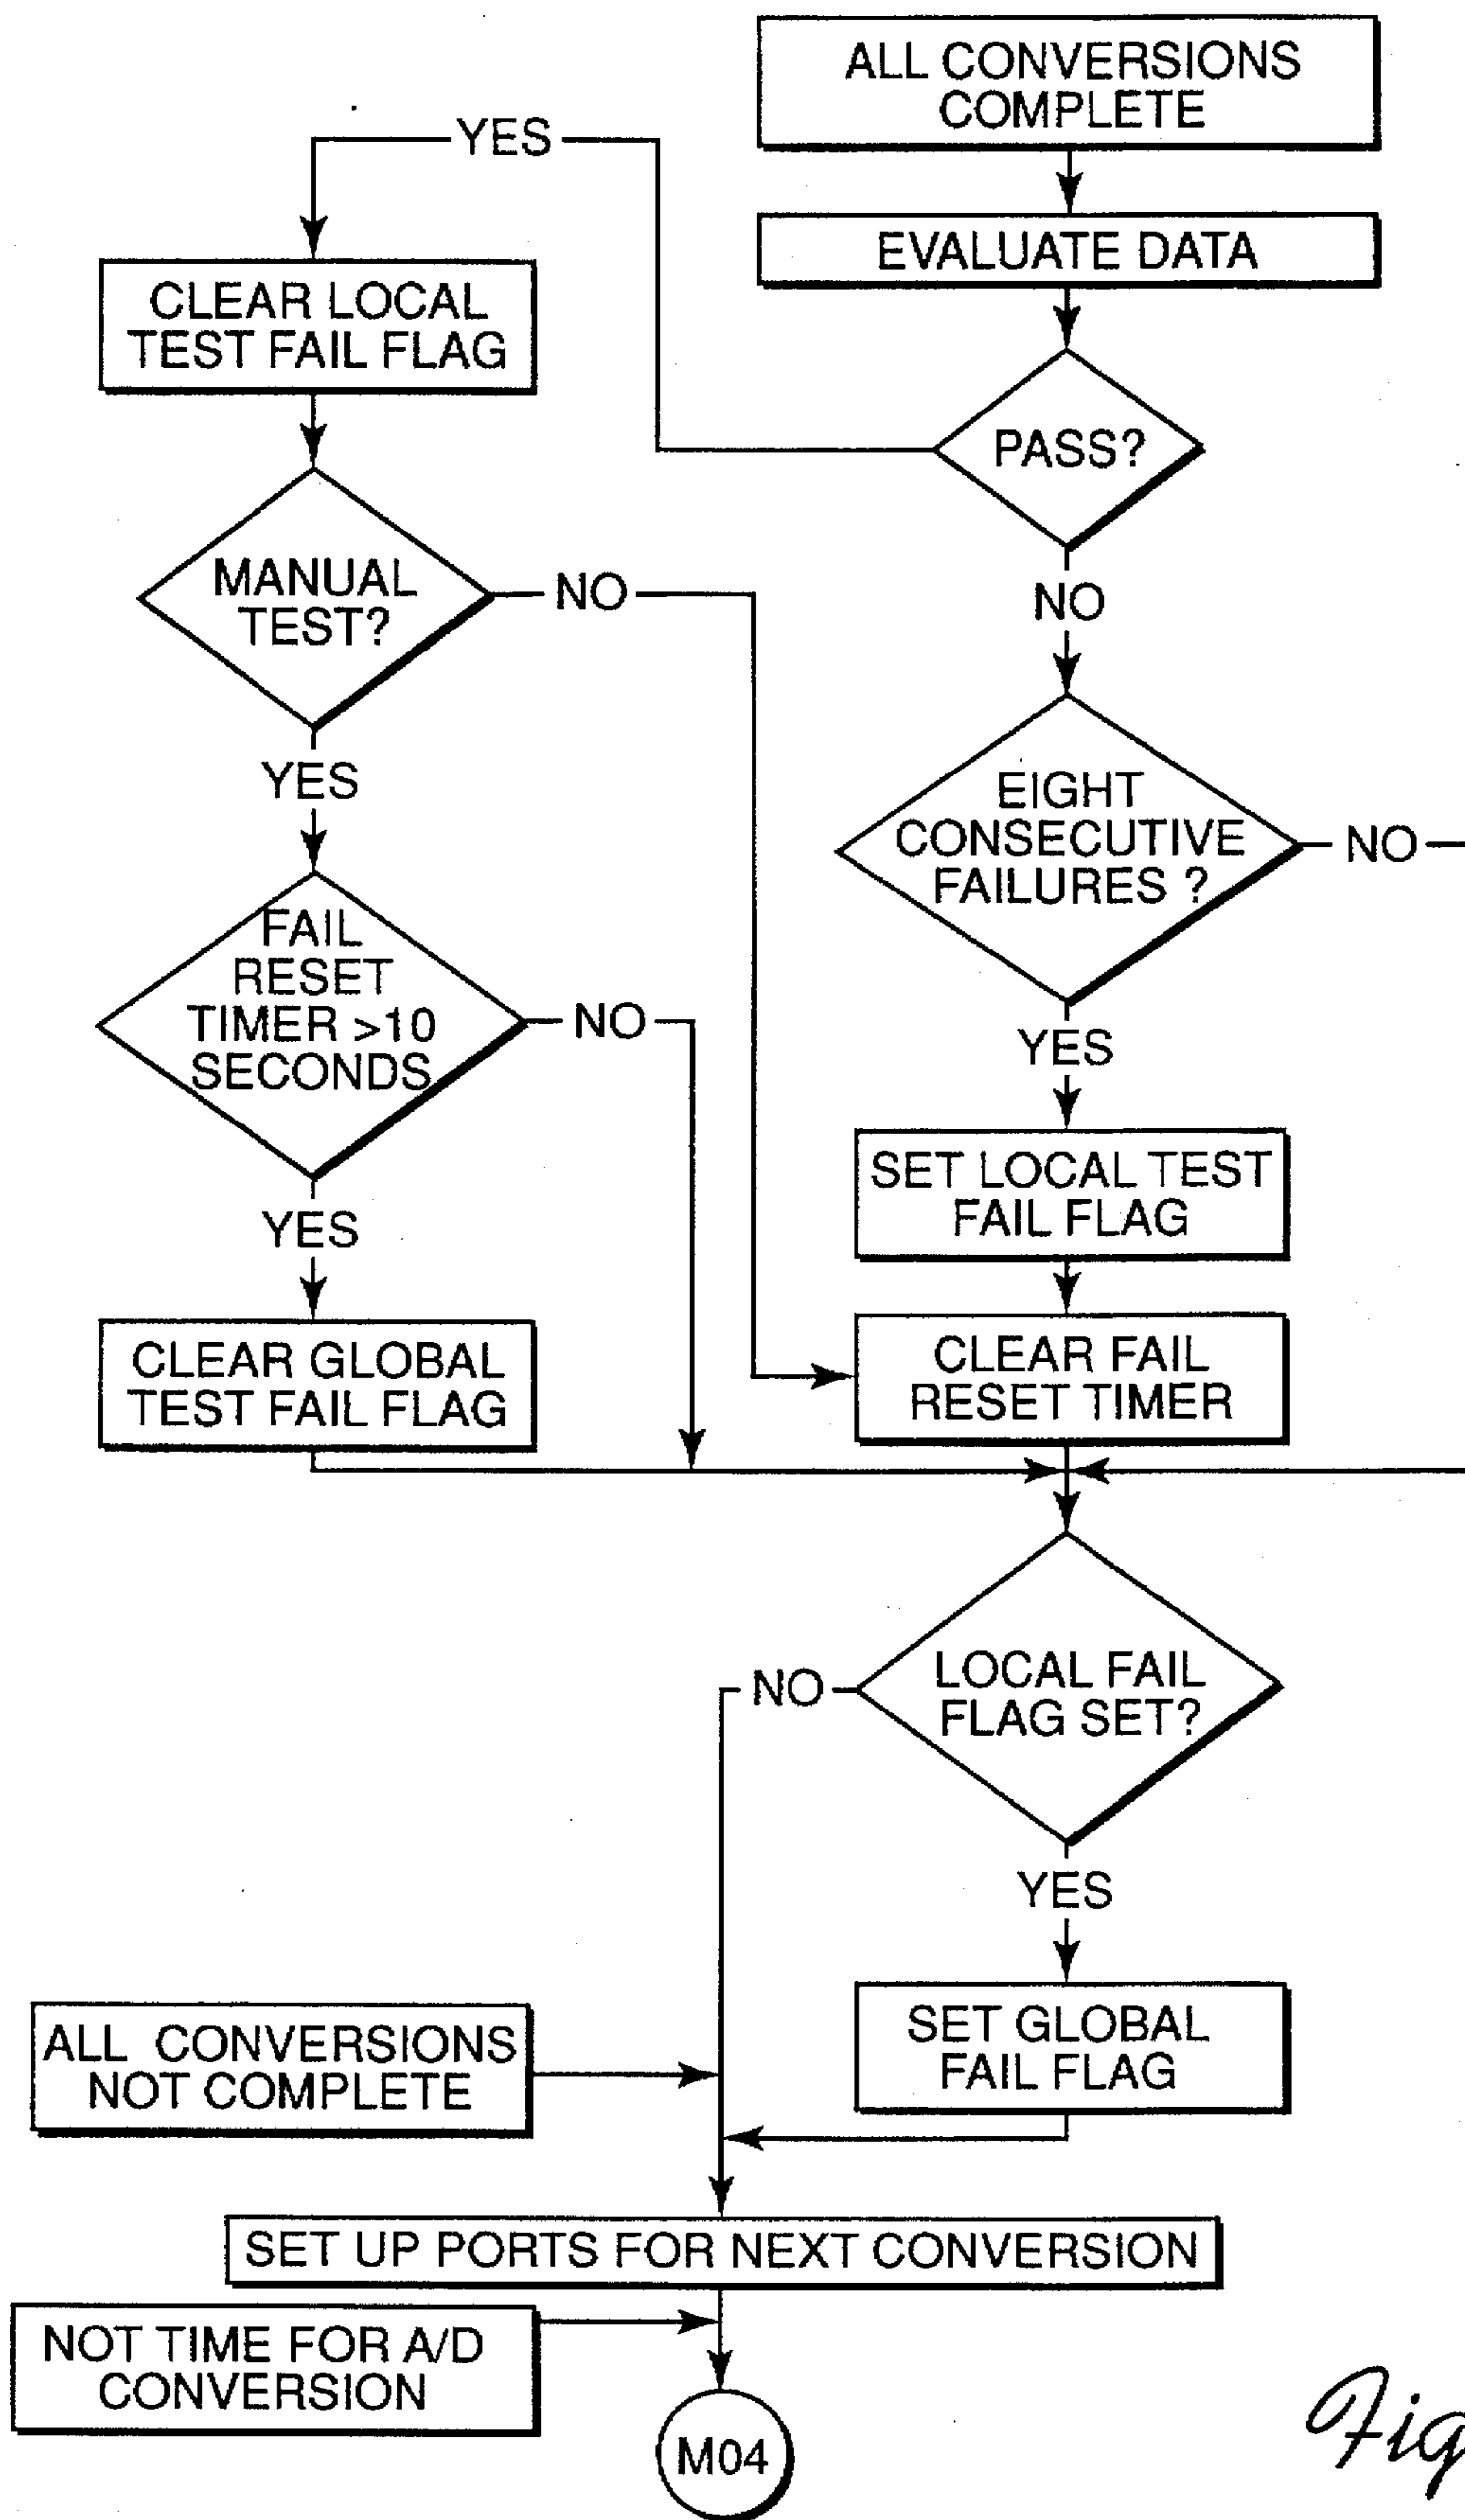 ALL CONVERSIONS
COMPLETE
YES
EVALUATE DATA
CLEAR LOCAL
TEST FAIL FLAG
PASS?
MANUAL
TEST?
NO
NO
YES
EIGHT
CONSECUTIVE
FAILURES ?
NO
FAIL
RESET
TIMER >10
SECONDS
NO
YES
YES
SET LOCAL TEST
FAIL FLAG
CLEAR GLOBAL
TEST FAIL FLAG
CLEAR FAIL
RESET TIMER
LOCAL FAIL
FLAG SET?
NO
YES
ALL CONVERSIONS
NOT COMPLETE
SET GLOBAL
FAIL FLAG
SET UP PORTS FOR NEXT CONVERSION
NOT TIME FOR A/D
CONVERSION
M04
Fig